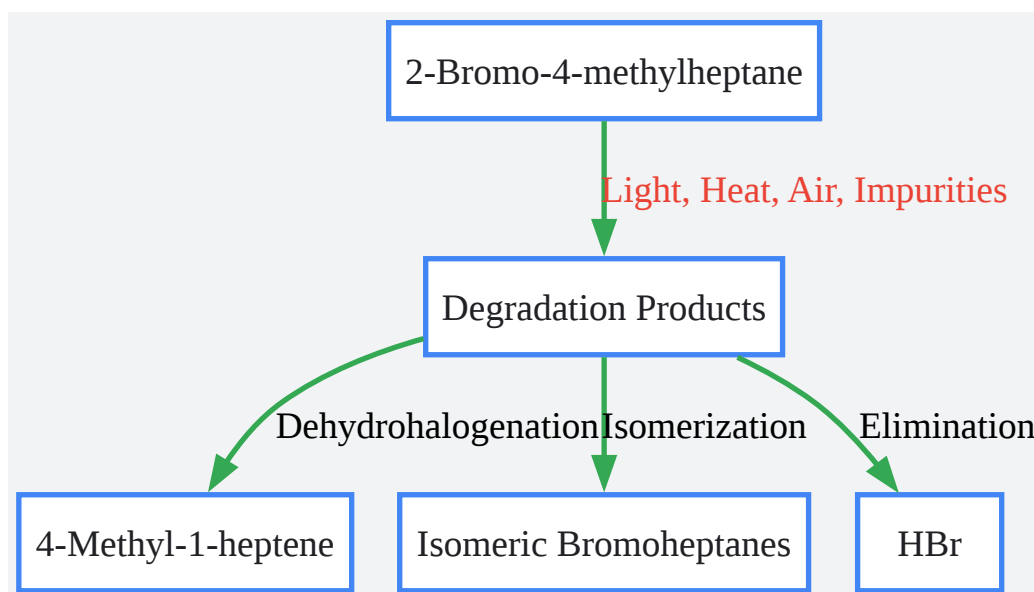 2-Bromo-4-methylheptane
Light, Heat, Air, Impurities
Degradation Products
Dehydrohalogenation
Isomerization
Elimination
4-Methyl-1-heptene
Isomeric Bromoheptanes
HBr